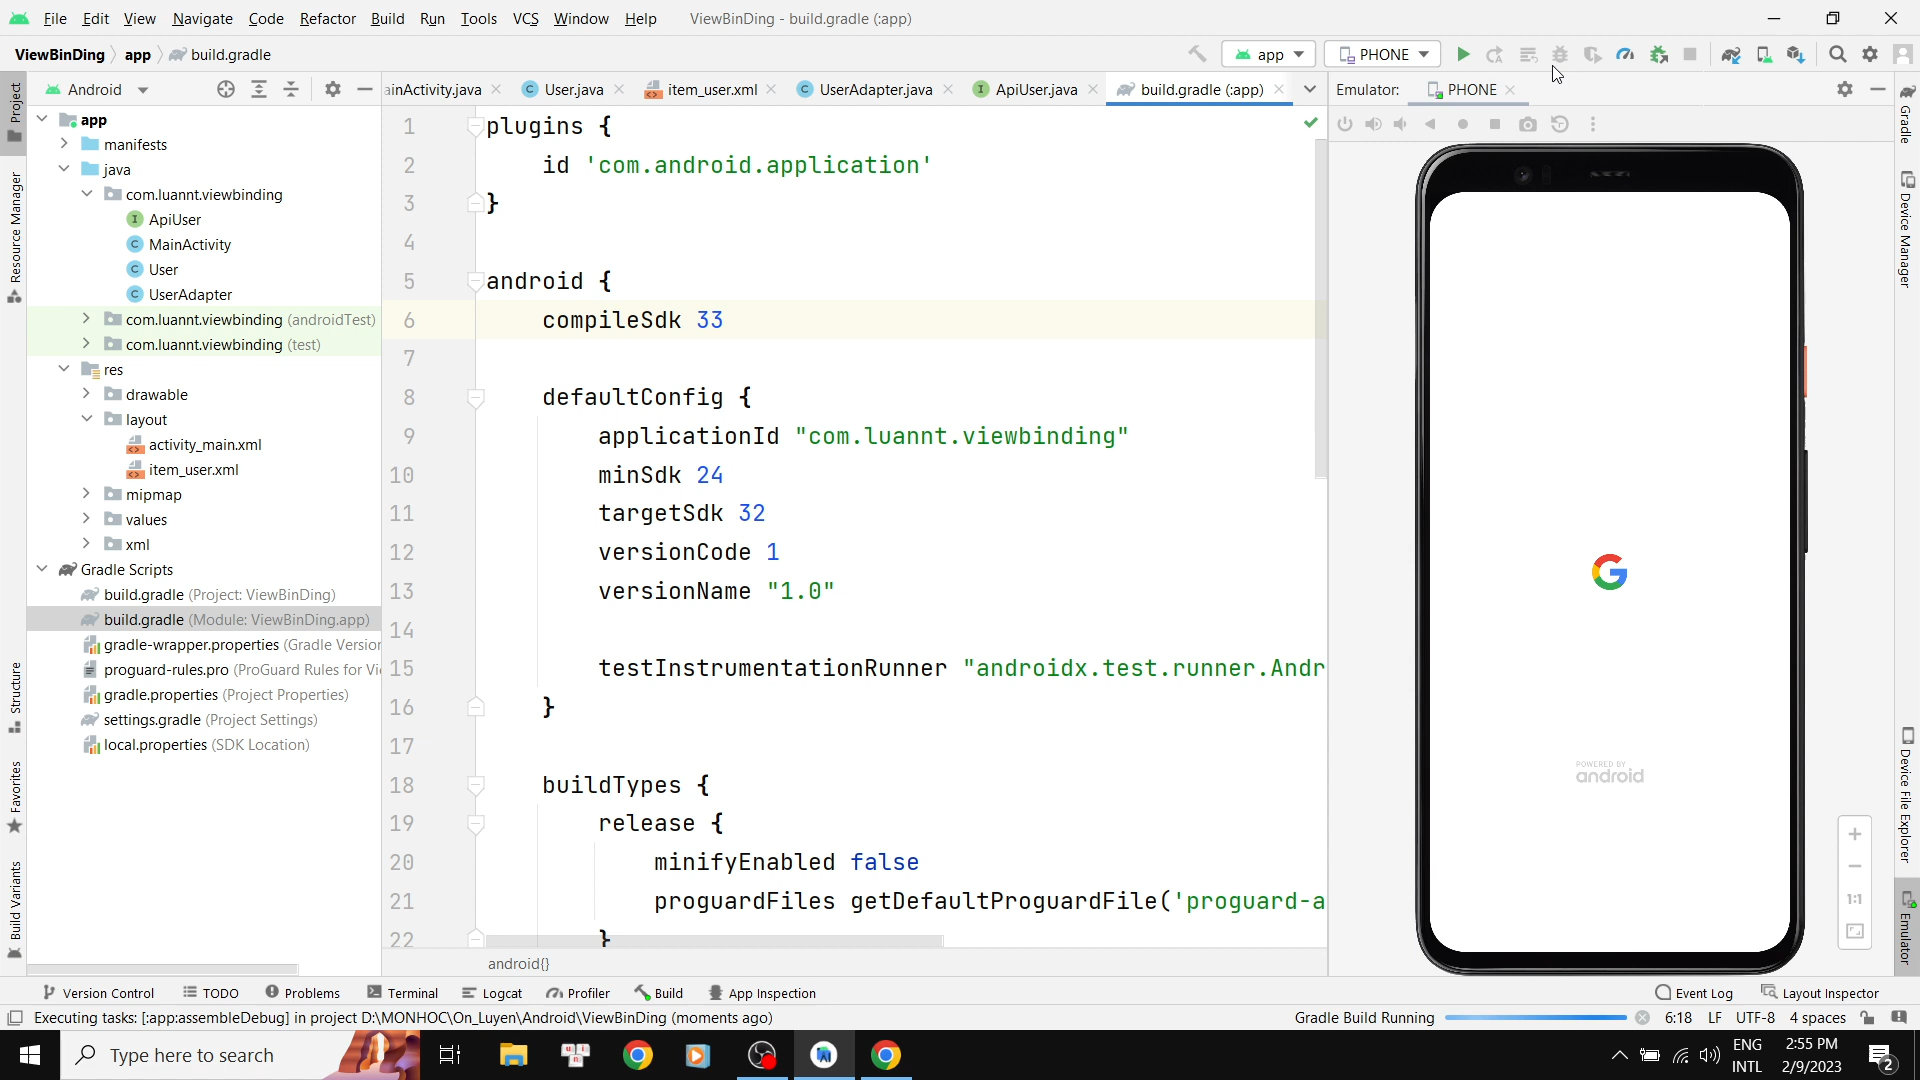 File Edit View Navigate Code Refactor Build Run Tools VCS Window Help ViewBinDing - build.gradle (:app)
ViewBinDing app build.gradle
app PHONE
Android
ainActivity.java User.java item_user.xml UserAdapter.java ApiUser.java build.gradle (:app)
Emulator: PHONE
Project
Resource Manager
Structure
Favorites
Build Variants
app
manifests
java
com.luannt.viewbinding
ApiUser
MainActivity
User
UserAdapter
com.luannt.viewbinding (androidTest)
com.luannt.viewbinding (test)
res
drawable
layout
activity_main.xml
item_user.xml
mipmap
values
xml
Gradle Scripts
build.gradle (Project: ViewBinDing)
build.gradle (Module: ViewBinDing.app)
gradle-wrapper.properties (Gradle Version
proguard-rules.pro (ProGuard Rules for Vi
gradle.properties (Project Properties)
settings.gradle (Project Settings)
local.properties (SDK Location)
1 plugins {
2 id 'com.android.application'
3 }
4
5 android {
6 compileSdk 33
7
8 defaultConfig {
9 applicationId "com.luannt.viewbinding"
10 minSdk 24
11 targetSdk 32
12 versionCode 1
13 versionName "1.0"
14
15 testInstrumentationRunner "androidx.test.runner.Andr
16 }
17
18 buildTypes {
19 release {
20 minifyEnabled false
21 proguardFiles getDefaultProguardFile('proguard-a
22 }
android{}
G
POWERED BY
android
1:1
Gradle
Device Manager
Device File Explorer
Emulator
Version Control TODO Problems Terminal Logcat Profiler Build App Inspection Event Log Layout Inspector
Executing tasks: [:app:assembleDebug] in project D:\MONHOC\On_Luyen\Android\ViewBinDing (moments ago) Gradle Build Running 6:18 LF UTF-8 4 spaces
Type here to search
ENG
INTL
2:55 PM
2/9/2023
2